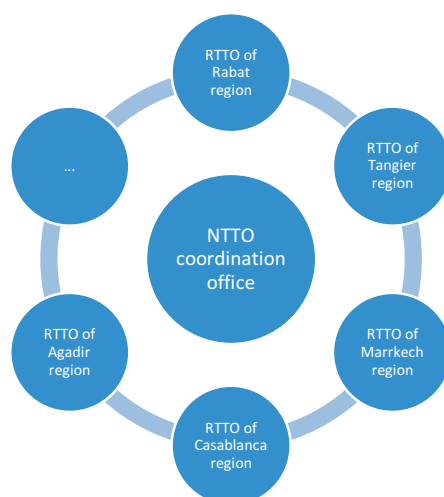 RTTO of
Rabat
region
RTTO of
Tangier
region
...
NTTO
coordination
office
RTTO of
Agadir
region
RTTO of
Marrkech
region
RTTO of
Casablanca
region